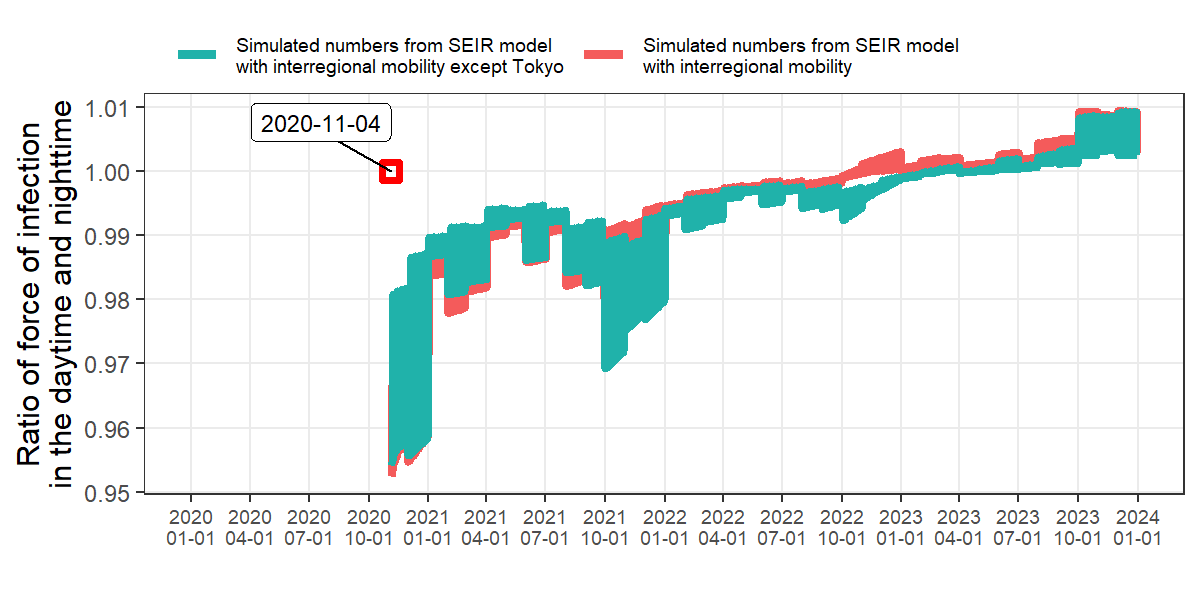 Simulated numbers from SEIR model
with interregional mobility except Tokyo
Simulated numbers from SEIR model
with interregional mobility
Ratio of force of infection
in the daytime and nighttime
1.01
1.00
0.99
0.98
0.97
0.96
0.95
2020-11-04
2020 2020 2020 2020 2021 2021 2021 2021 2022 2022 2022 2022 2023 2023 2023 2023 2024
01-01 04-01 07-01 10-01 01-01 04-01 07-01 10-01 01-01 04-01 07-01 10-01 01-01 04-01 07-01 10-01 01-01